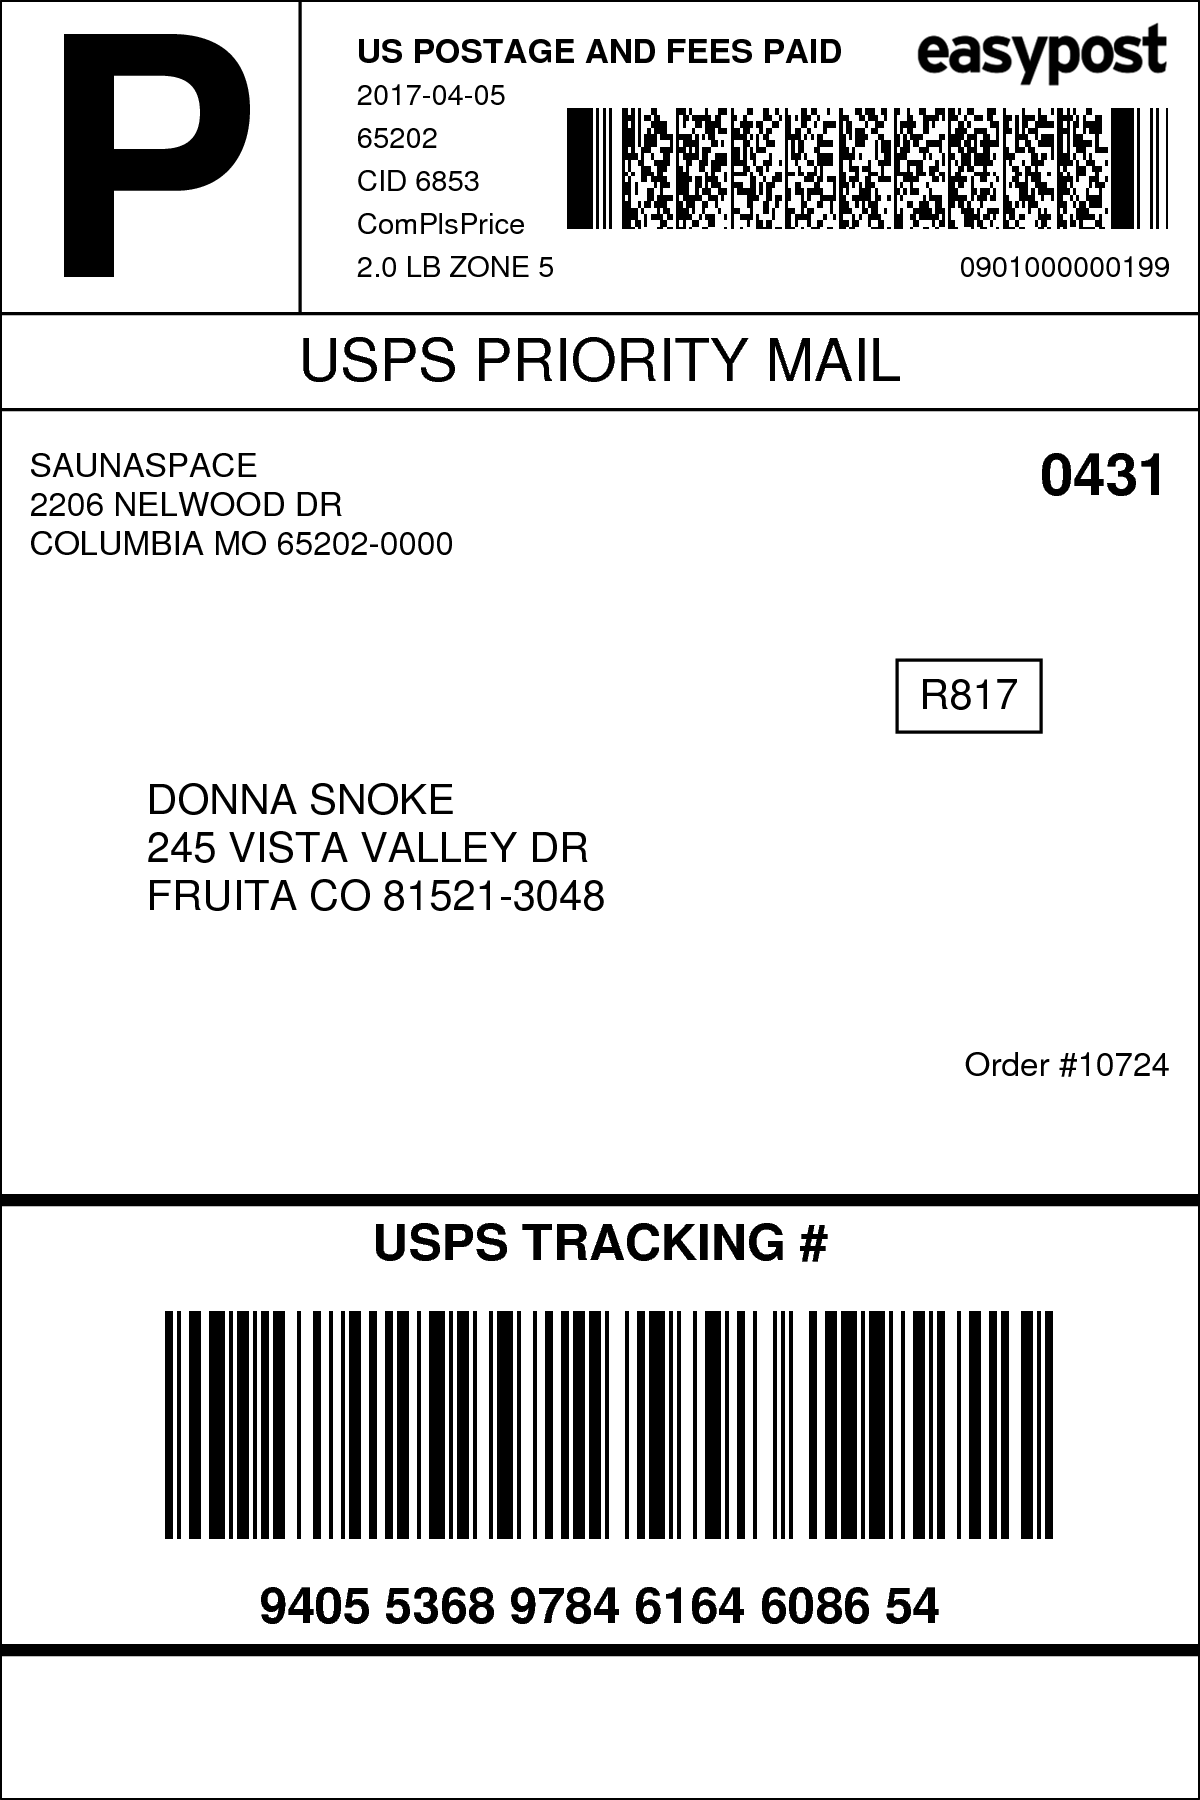 P
US POSTAGE AND FEES PAID
easypost
2017-04-05
65202
CID 6853
ComPlsPrice
2.0 LB ZONE 5
0901000000199
USPS PRIORITY MAIL
SAUNASPACE
2206 NELWOOD DR
COLUMBIA MO 65202-0000
0431
R817
DONNA SNOKE
245 VISTA VALLEY DR
FRUITA CO 81521-3048
Order #10724
USPS TRACKING #
9405 5368 9784 6164 6086 54